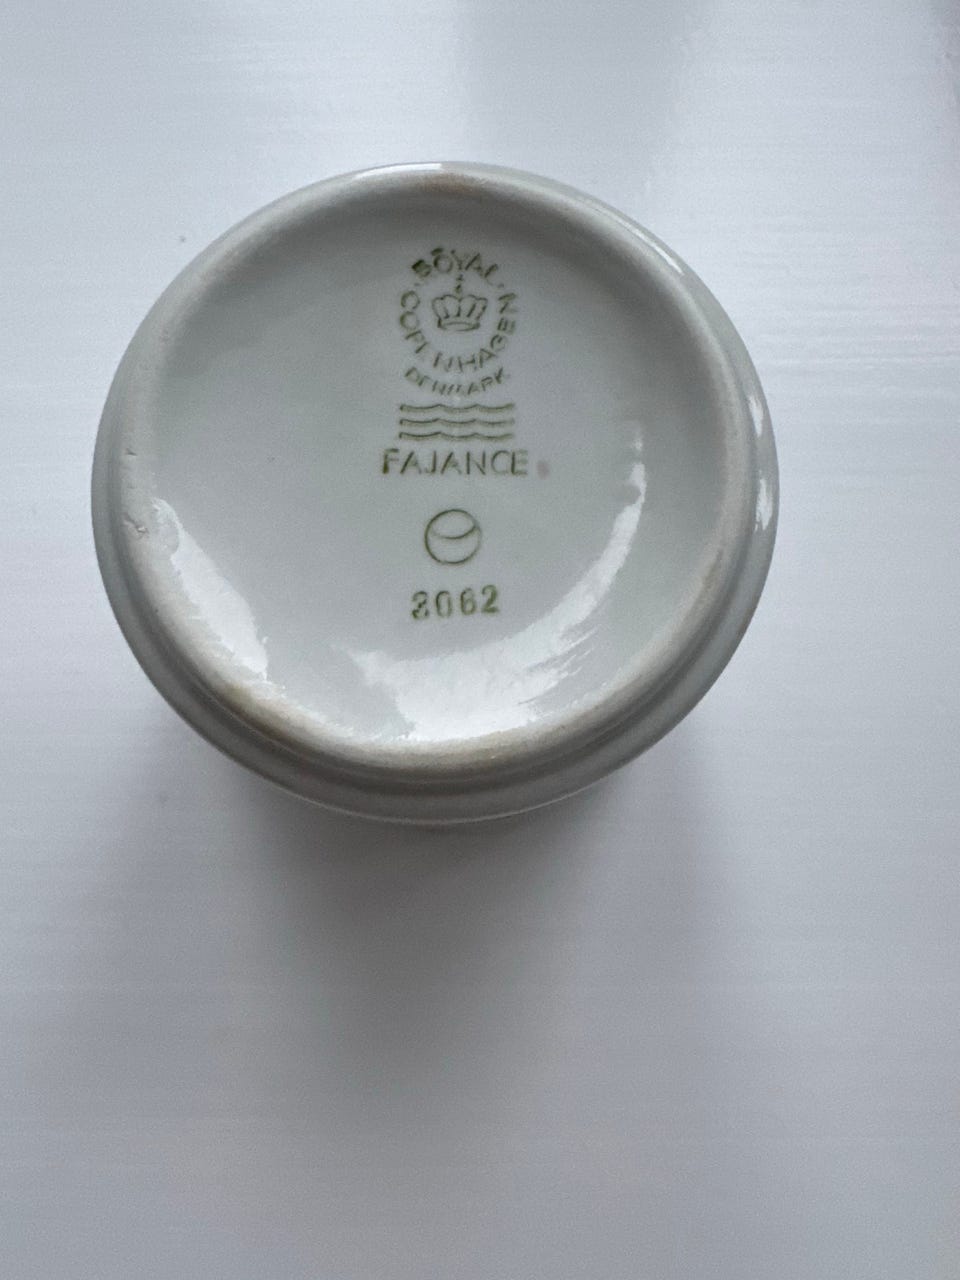 ROYAL
COPENHAGEN
DENMARK
FAJANCE
3062